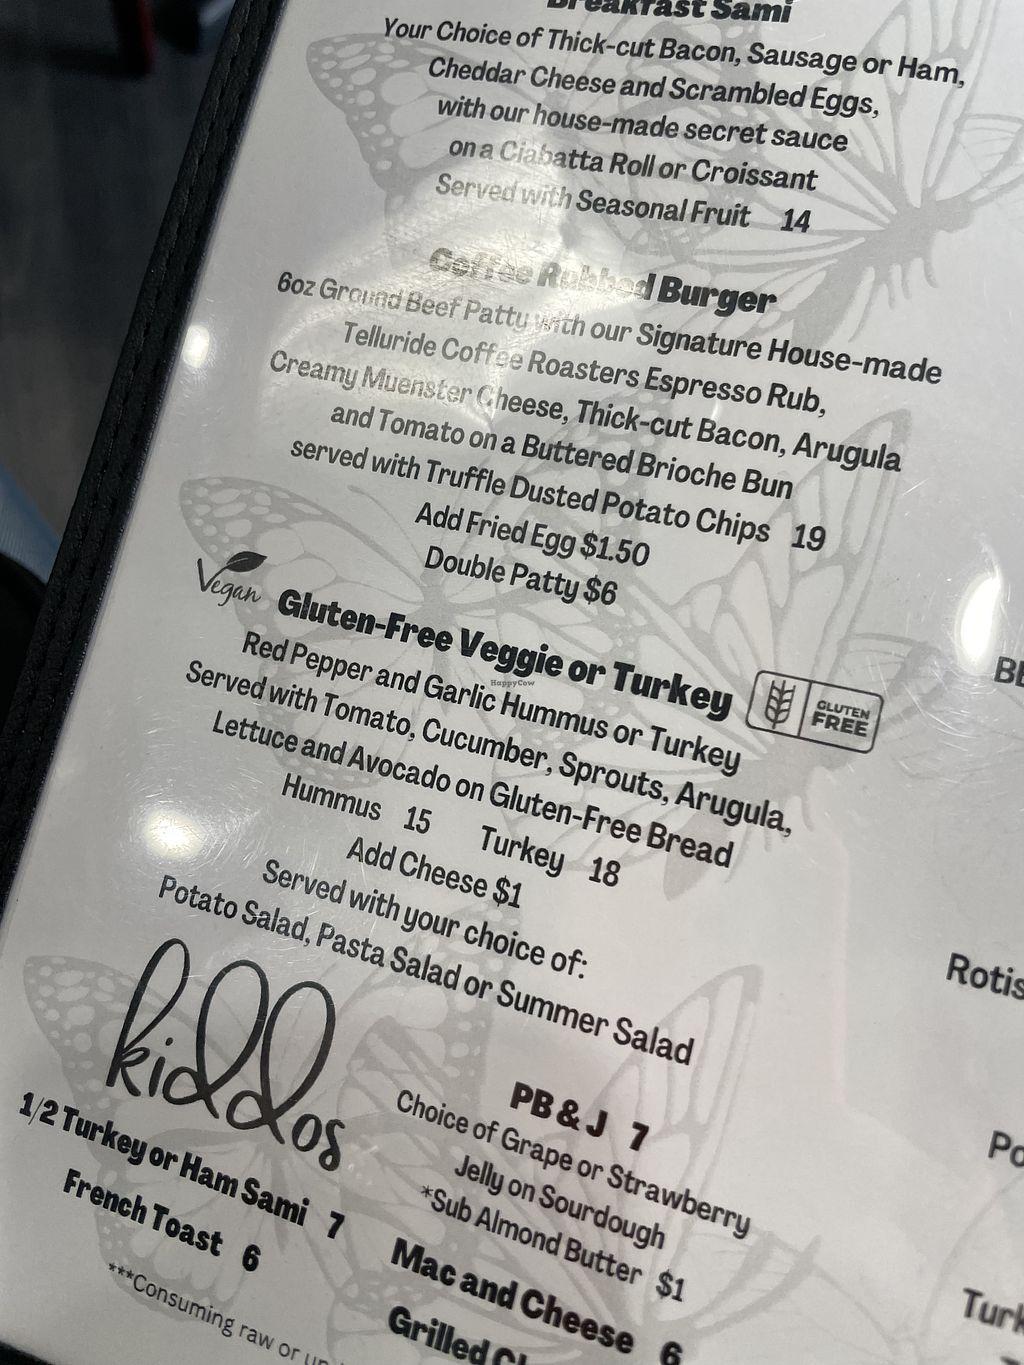 Breakfast Sami
Your Choice of Thick-cut Bacon, Sausage or Ham,
Cheddar Cheese and Scrambled Eggs,
with our house-made secret sauce
on a Ciabatta Roll or Croissant
Served with Seasonal Fruit 14
Coffee Rubbed Burger
6oz Ground Beef Patty with our Signature House-made
Telluride Coffee Roasters Espresso Rub,
Creamy Muenster Cheese, Thick-cut Bacon, Arugula
and Tomato on a Buttered Brioche Bun
served with Truffle Dusted Potato Chips 19
Add Fried Egg $1.50
Double Patty $6
Vegan
Gluten-Free Veggie or Turkey
GLUTEN
FREE
HappyCow
Red Pepper and Garlic Hummus or Turkey
Served with Tomato, Cucumber, Sprouts, Arugula,
Lettuce and Avocado on Gluten-Free Bread
Hummus 15 Turkey 18
Add Cheese $1
Served with your choice of:
Potato Salad, Pasta Salad or Summer Salad
kiddos
1/2 Turkey or Ham Sami 7
French Toast 6
***Consuming raw or
PB & J 7
Choice of Grape or Strawberry
Jelly on Sourdough
*Sub Almond Butter $1
Mac and Cheese 6
Grilled